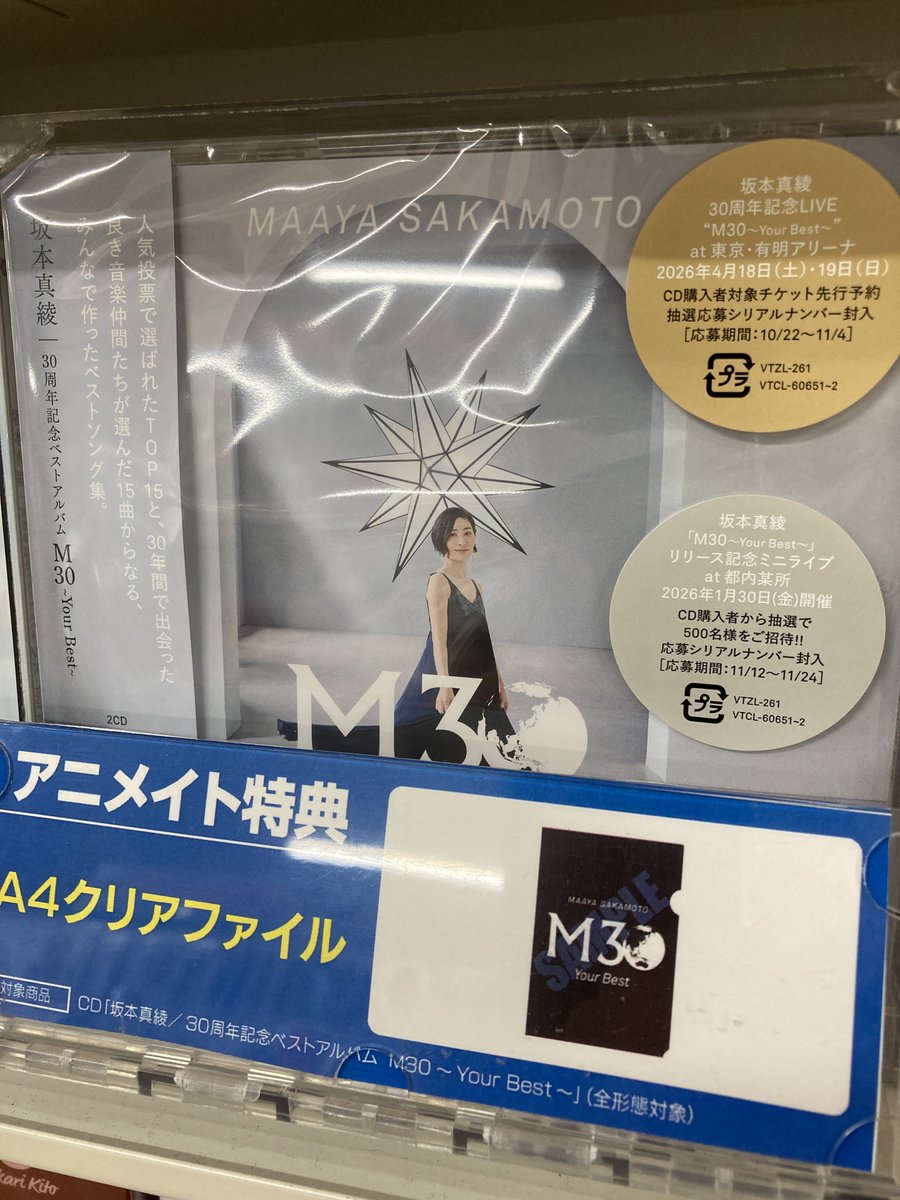 坂本真綾 | 30周年記念ベストアルバム M30 ~Your Best~
人気投票で選ばれたTOP15と、30年間で出会った
良き音楽仲間たちが選んだ15曲からなる、
みんなで作ったベストソング集。
2CD
MAAYA SAKAMOTO
M30
坂本真綾
30周年記念LIVE
“M30～Your Best～”
at 東京・有明アリーナ
2026年4月18日(土)・19日(日)
CD購入者対象チケット先行予約
抽選応募シリアルナンバー封入
[応募期間：10/22～11/4]
プラ
VTZL-261
VTCL-60651~2
坂本真綾
「M30～Your Best～」
リリース記念ミニライブ
at 都内某所
2026年1月30日(金)開催
CD購入者から抽選で
500名様をご招待!!
応募シリアルナンバー封入
[応募期間：11/12～11/24]
プラ
VTZL-261
VTCL-60651~2
アニメイト特典
A4クリアファイル
MAAYA SAKAMOTO
M30
Your Best
SAMPLE
対象商品
CD「坂本真綾／30周年記念ベストアルバム M30 ～Your Best～」(全形態対象)
kari Kito